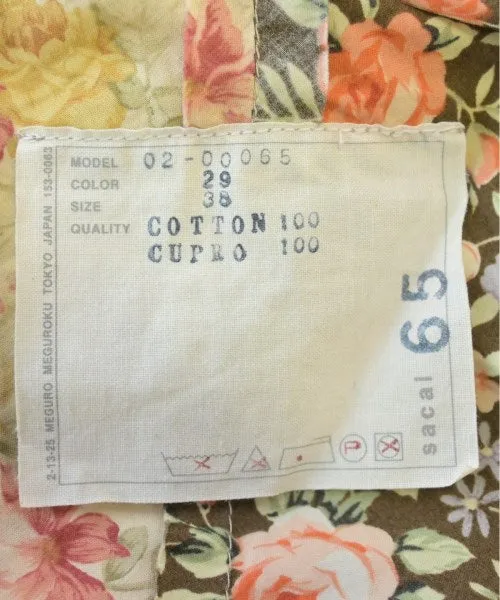 MODEL 02-00065
COLOR 29
SIZE 38
QUALITY COTTON 100
CUPRO 100
2-13-25 MEGURO MEGUROKU TOKYO JAPAN 153-0063
sacai 65
P